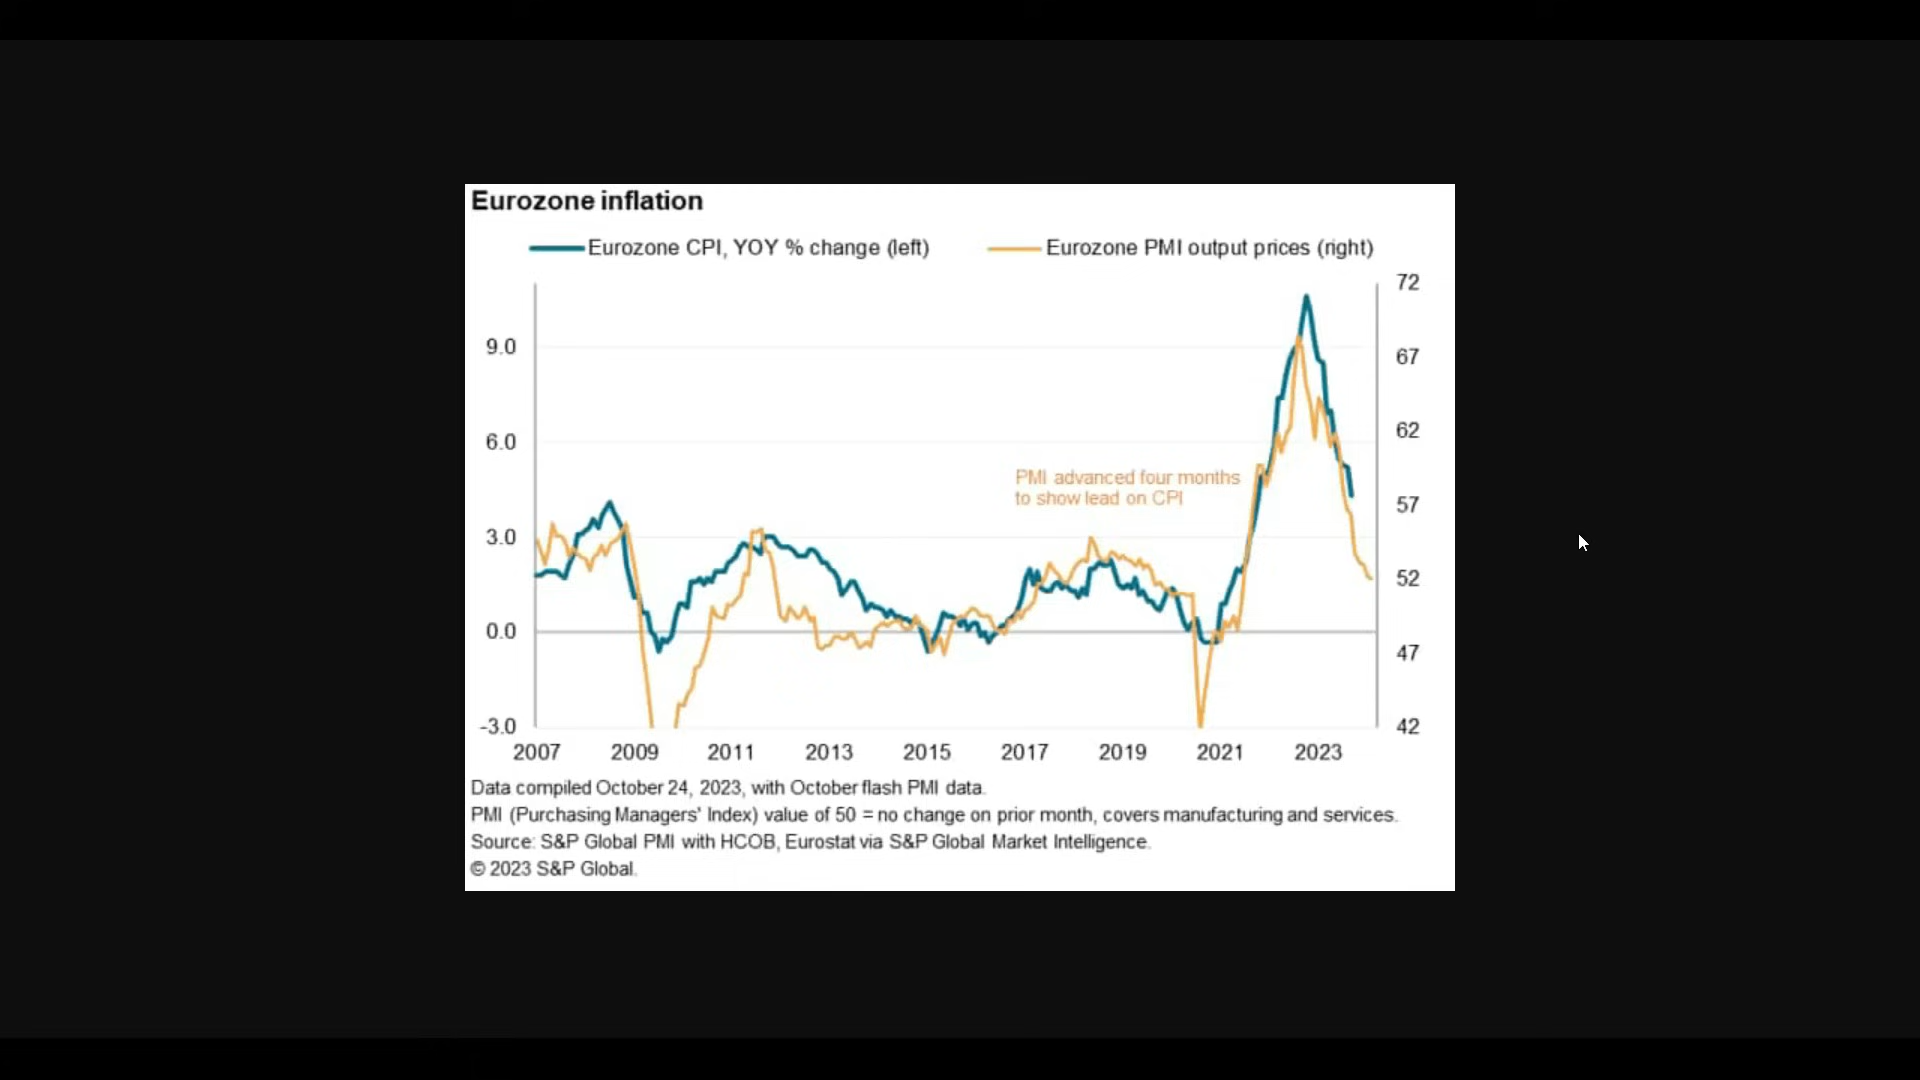 Eurozone inflation
Eurozone CPI, YOY % change (left) Eurozone PMI output prices (right)
72
9.0
67
6.0
62
PMI advanced four months
to show lead on CPI
57
3.0
52
0.0
47
-3.0
42
2007 2009 2011 2013 2015 2017 2019 2021 2023
Data compiled October 24, 2023, with October flash PMI data.
PMI (Purchasing Managers' Index) value of 50 = no change on prior month, covers manufacturing and services.
Source: S&P Global PMI with HCOB, Eurostat via S&P Global Market Intelligence.
© 2023 S&P Global.